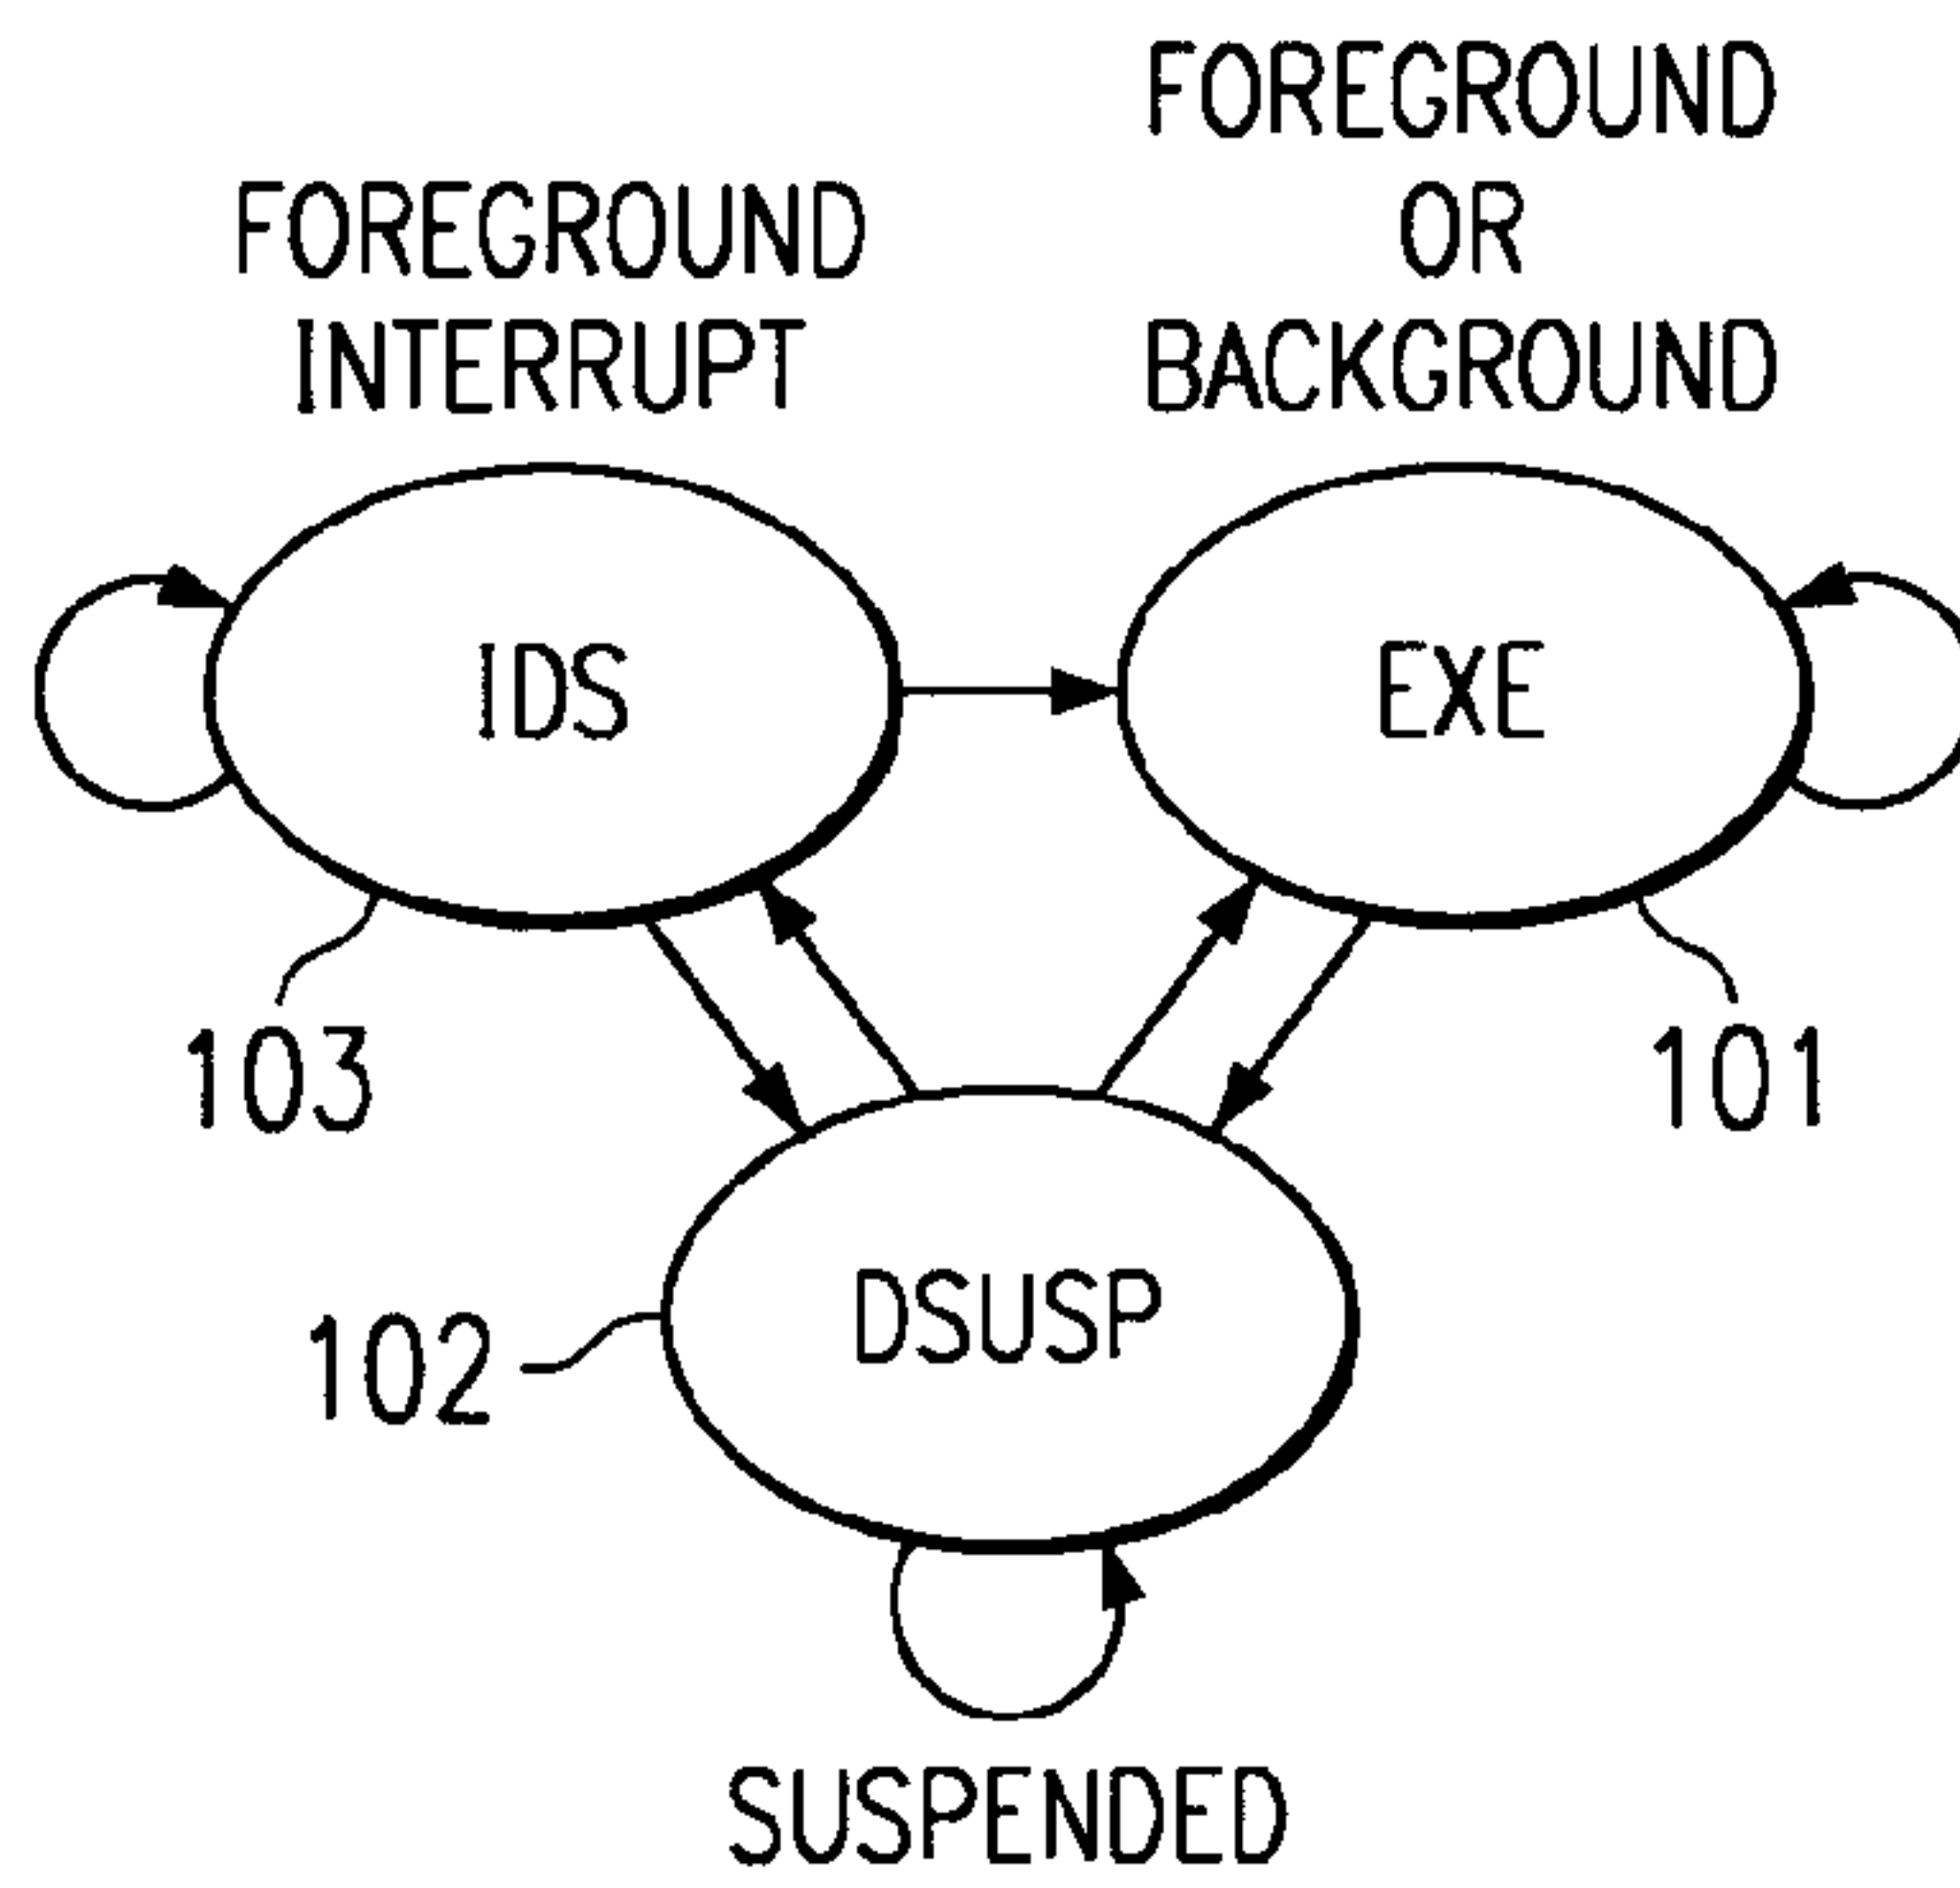 FOREGROUND
INTERRUPT
FOREGROUND
OR
BACKGROUND
IDS
EXE
103
101
DSUSP
102
SUSPENDED